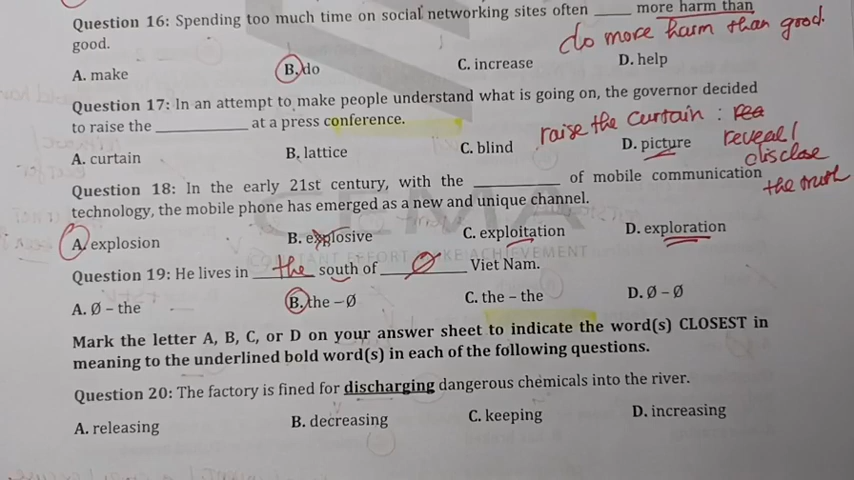 Question 16: Spending too much time on social networking sites often ____ more harm than
good.
do more harm than good.
A. make B. do C. increase D. help
Question 17: In an attempt to make people understand what is going on, the governor decided
to raise the __________ at a press conference.
raise the curtain : rea
reveal /
disclose
the truth
A. curtain B. lattice C. blind D. picture
Question 18: In the early 21st century, with the __________ of mobile communication
technology, the mobile phone has emerged as a new and unique channel.
A. explosion B. explosive C. exploitation D. exploration
Question 19: He lives in the south of Ø Viet Nam.
A. Ø – the B. the – Ø C. the – the D. Ø – Ø
Mark the letter A, B, C, or D on your answer sheet to indicate the word(s) CLOSEST in
meaning to the underlined bold word(s) in each of the following questions.
Question 20: The factory is fined for discharging dangerous chemicals into the river.
A. releasing B. decreasing C. keeping D. increasing